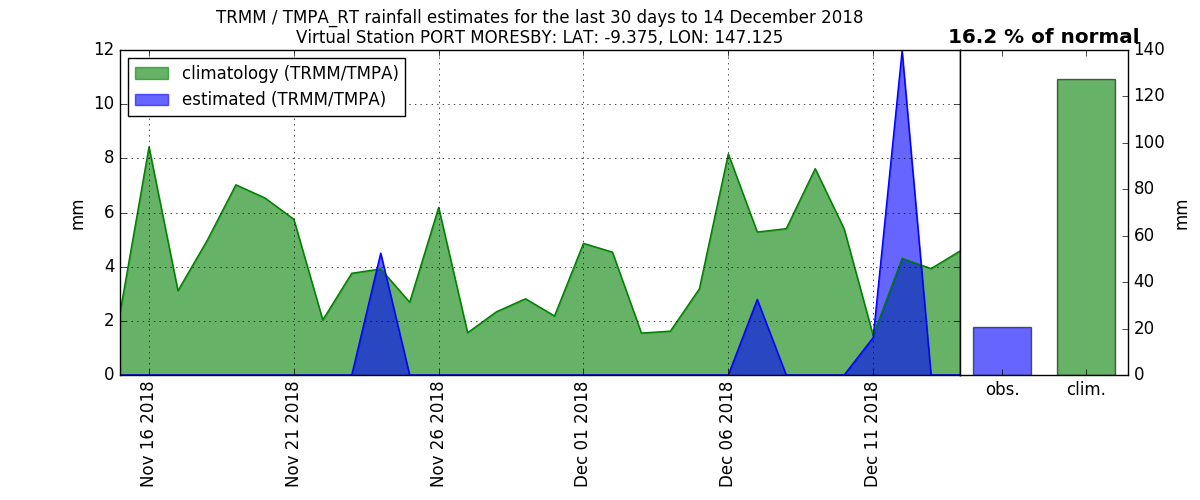 TRMM / TMPA_RT rainfall estimates for the last 30 days to 14 December 2018
Virtual Station PORT MORESBY: LAT: -9.375, LON: 147.125
16.2 % of normal
climatology (TRMM/TMPA)
estimated (TRMM/TMPA)
mm
12
10
8
6
4
2
0
Nov 16 2018
Nov 21 2018
Nov 26 2018
Dec 01 2018
Dec 06 2018
Dec 11 2018
140
120
100
80
60
40
20
0
mm
obs.
clim.